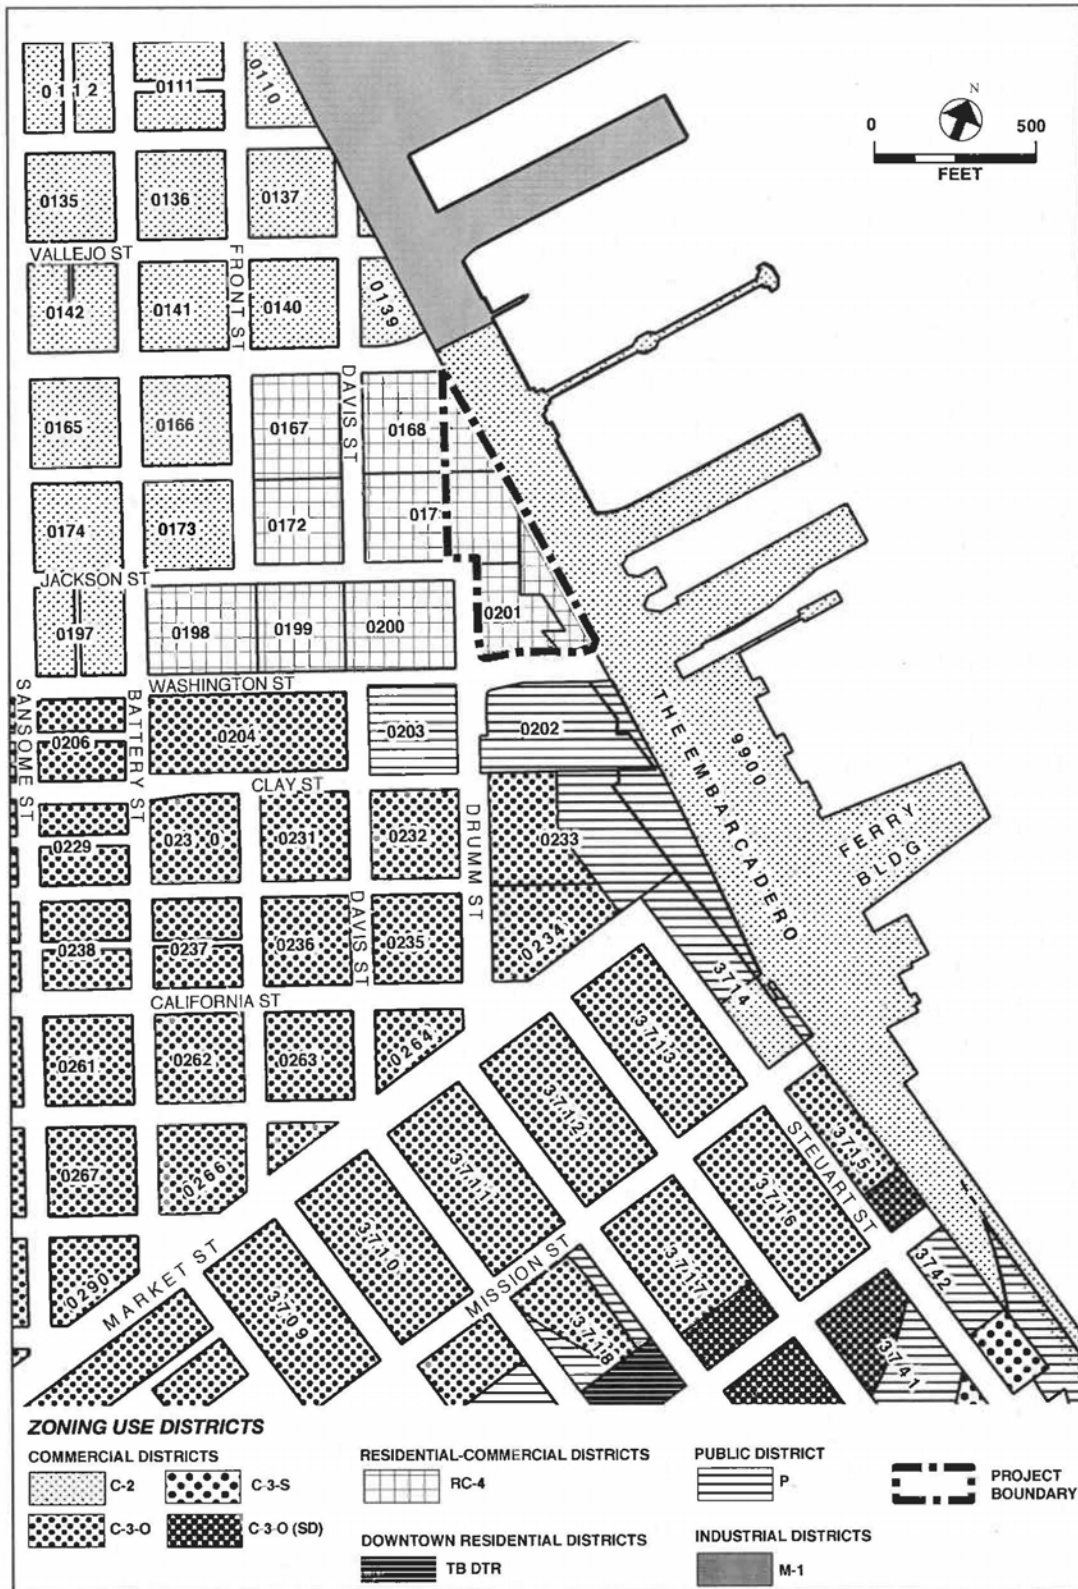 0112
0111
0110
N
0
500
FEET
0135
0136
0137
VALLEJO ST
FRONT ST
0142
0141
0140
0139
DAVIS ST
0165
0166
0167
0168
0174
0173
0172
017
JACKSON ST
0197
0198
0199
0200
0201
WASHINGTON ST
SANSOME ST
BATTERY ST
0206
0204
0203
0202
THE EMBARCADERO
9900
CLAY ST
0229
0230
0231
0232
DRUMM ST
0233
FERRY
BLDG
0238
0237
0236
DAVIS ST
0235
0234
CALIFORNIA ST
3714
0261
0262
0263
0264
3713
3712
3715
STEUART ST
0267
0266
3711
3716
MARKET ST
3710
MISSION ST
3717
3742
0290
3709
3718
3741
ZONING USE DISTRICTS
COMMERCIAL DISTRICTS
C-2
C-3-S
C-3-O
C-3-O (SD)
RESIDENTIAL-COMMERCIAL DISTRICTS
RC-4
DOWNTOWN RESIDENTIAL DISTRICTS
TB DTR
PUBLIC DISTRICT
P
INDUSTRIAL DISTRICTS
M-1
PROJECT
BOUNDARY